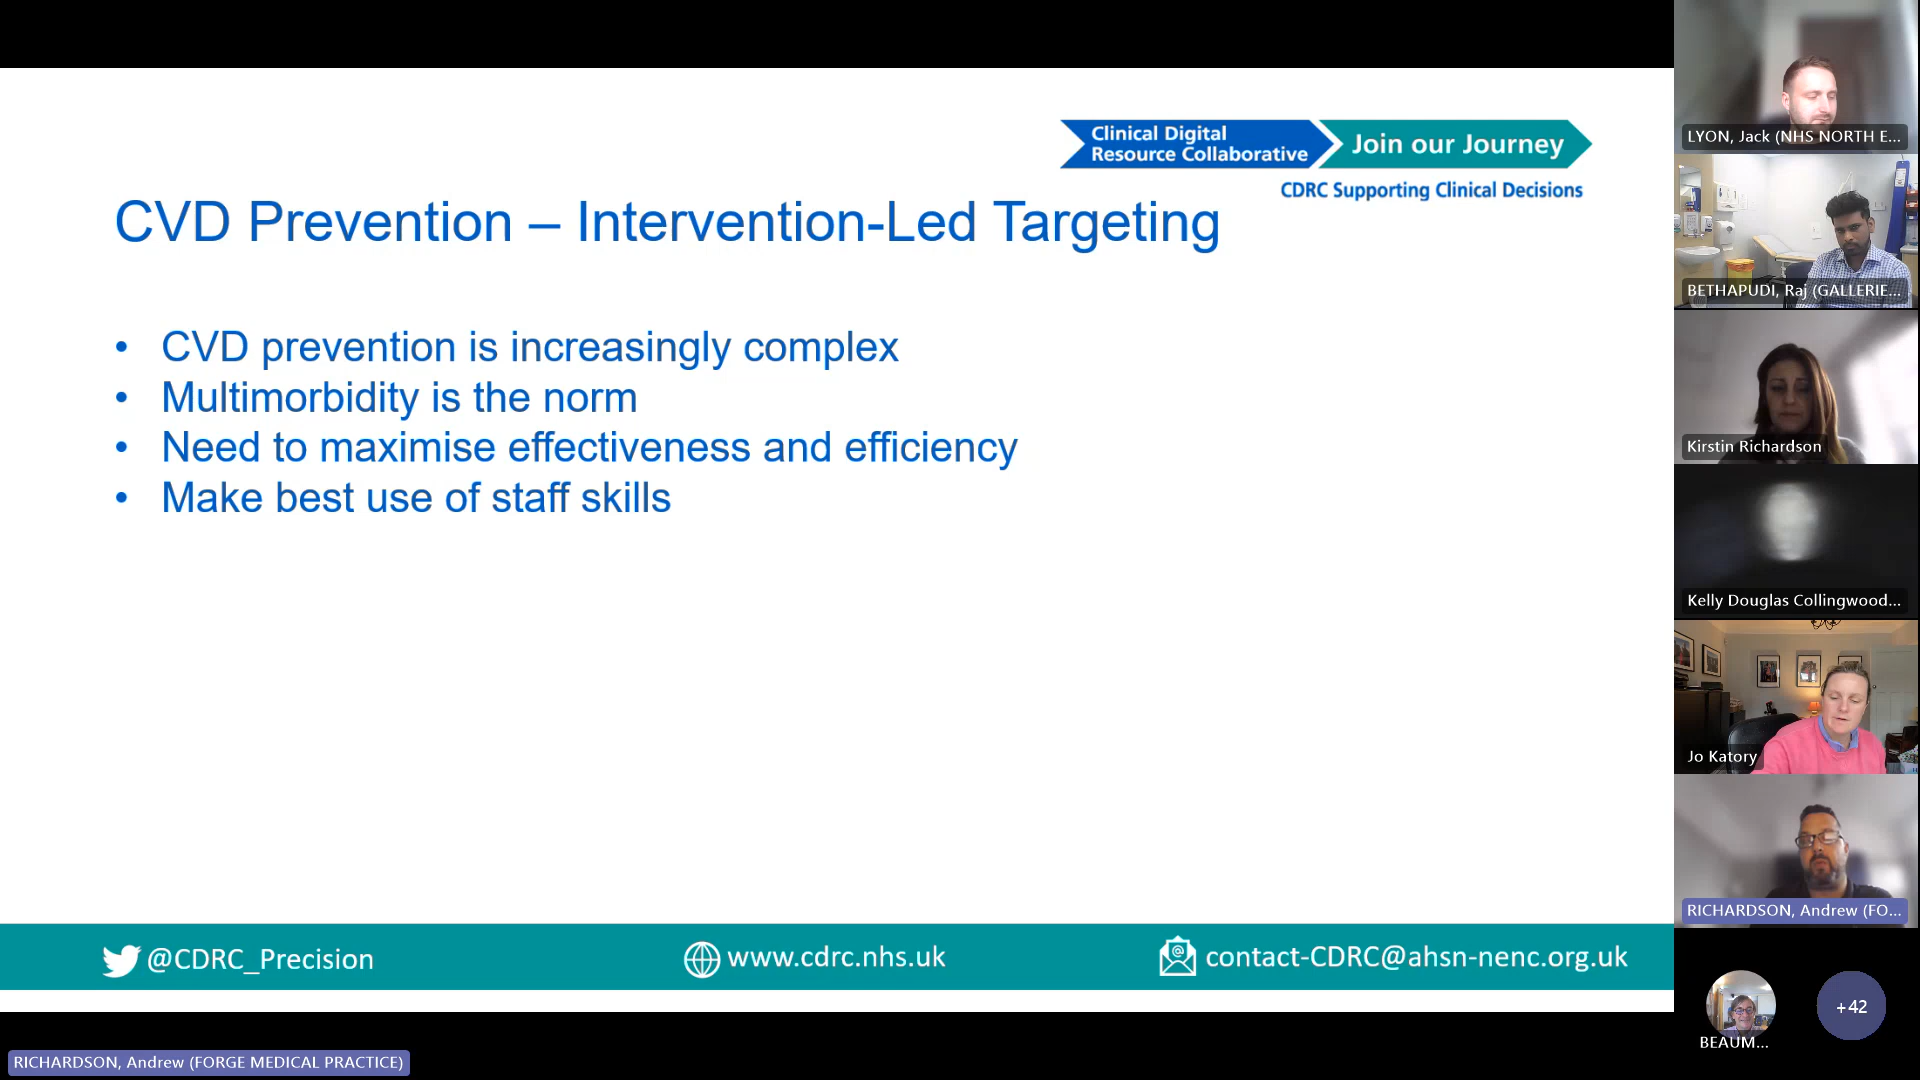 Clinical Digital
Resource Collaborative
Join our Journey
CDRC Supporting Clinical Decisions
CVD Prevention – Intervention-Led Targeting
• CVD prevention is increasingly complex
• Multimorbidity is the norm
• Need to maximise effectiveness and efficiency
• Make best use of staff skills
@CDRC_Precision
www.cdrc.nhs.uk
contact-CDRC@ahsn-nenc.org.uk
RICHARDSON, Andrew (FORGE MEDICAL PRACTICE)
LYON, Jack (NHS NORTH E...
BETHAPUDI, Raj (GALLERIE...
Kirstin Richardson
Kelly Douglas Collingwood...
Jo Katory
RICHARDSON, Andrew (FO...
BEAUM...
+42